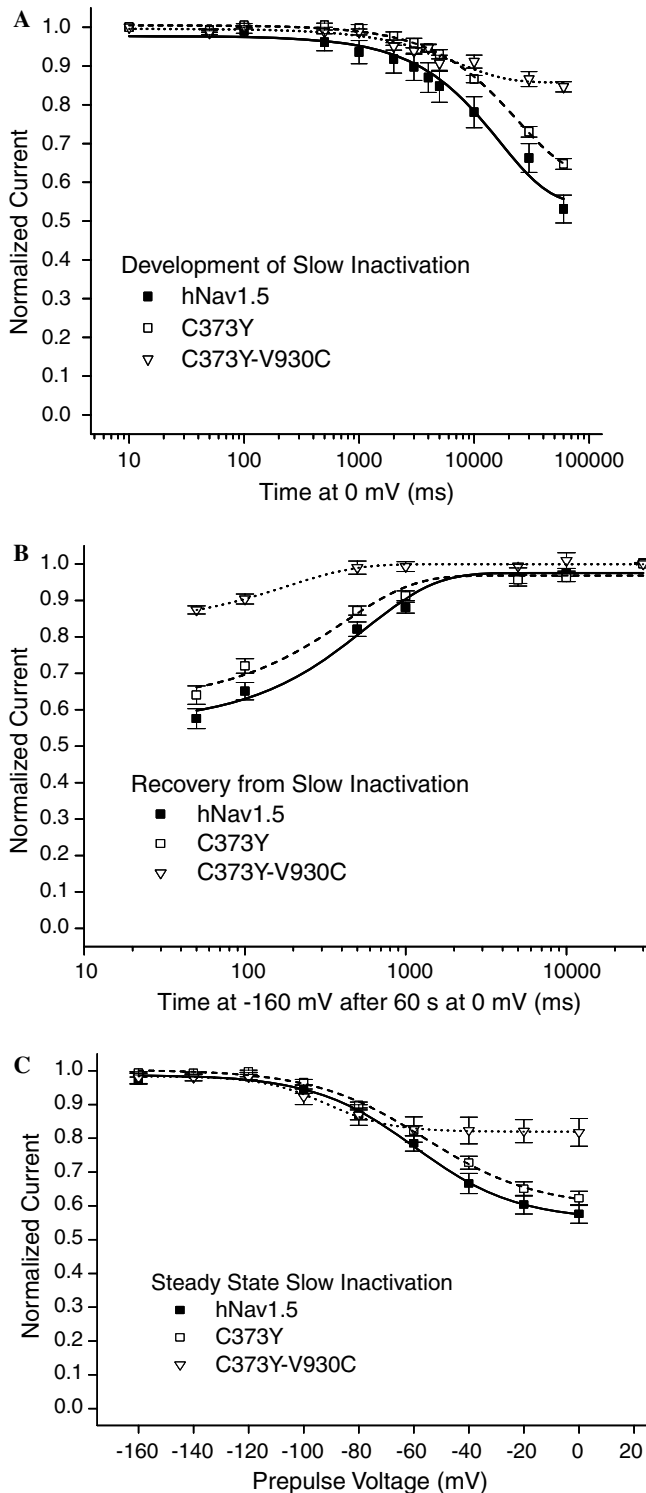 A
1.0
0.9
0.8
0.7
0.6
0.5
0.4
0.3
0.2
0.1
0.0
Normalized Current
Development of Slow Inactivation
hNav1.5
C373Y
C373Y-V930C
10 100 1000 10000 100000
Time at 0 mV (ms)
B
1.0
0.9
0.8
0.7
0.6
0.5
0.4
0.3
0.2
0.1
0.0
Normalized Current
Recovery from Slow Inactivation
hNav1.5
C373Y
C373Y-V930C
10 100 1000 10000
Time at -160 mV after 60 s at 0 mV (ms)
C
1.0
0.9
0.8
0.7
0.6
0.5
0.4
0.3
0.2
0.1
0.0
Normalized Current
Steady State Slow Inactivation
hNav1.5
C373Y
C373Y-V930C
-160 -140 -120 -100 -80 -60 -40 -20 0 20
Prepulse Voltage (mV)